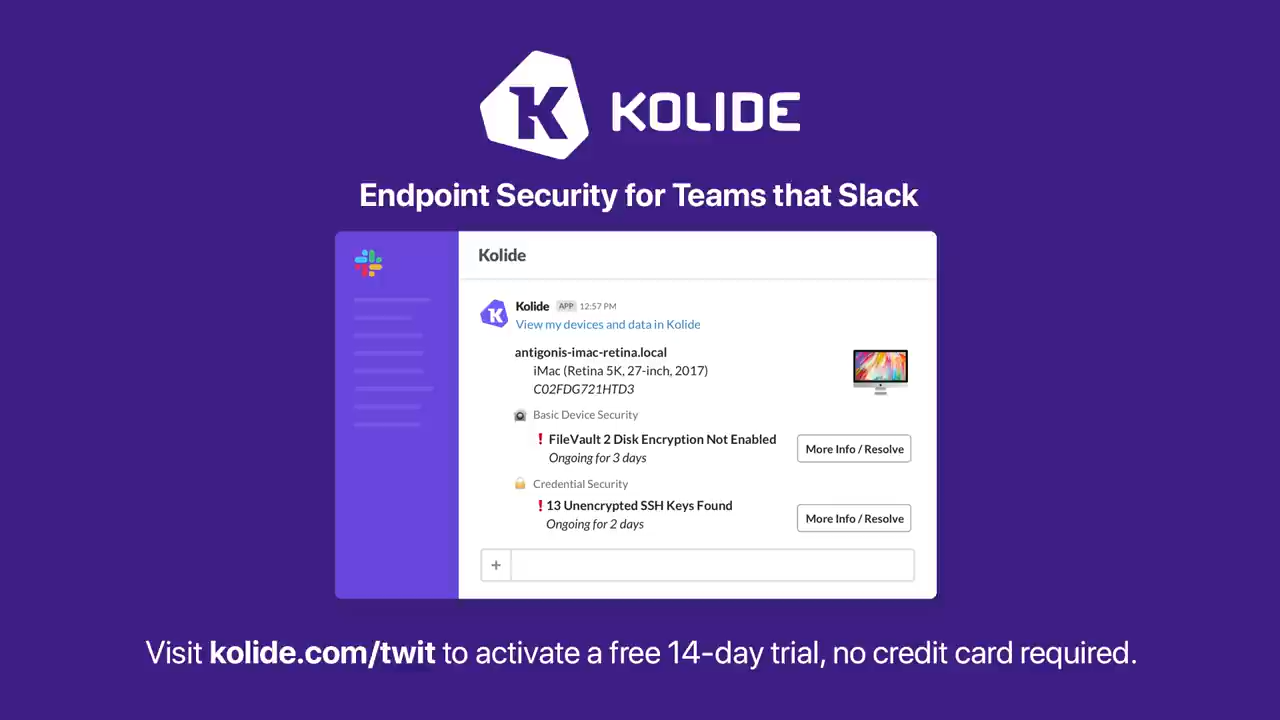 K KOLIDE
Endpoint Security for Teams that Slack
Kolide
K
Kolide APP 12:57 PM
View my devices and data in Kolide
antigonis-imac-retina.local
iMac (Retina 5K, 27-inch, 2017)
C02FDG721HTD3
Basic Device Security
! FileVault 2 Disk Encryption Not Enabled
Ongoing for 3 days
More Info / Resolve
Credential Security
! 13 Unencrypted SSH Keys Found
Ongoing for 2 days
More Info / Resolve
+
Visit kolide.com/twit to activate a free 14-day trial, no credit card required.